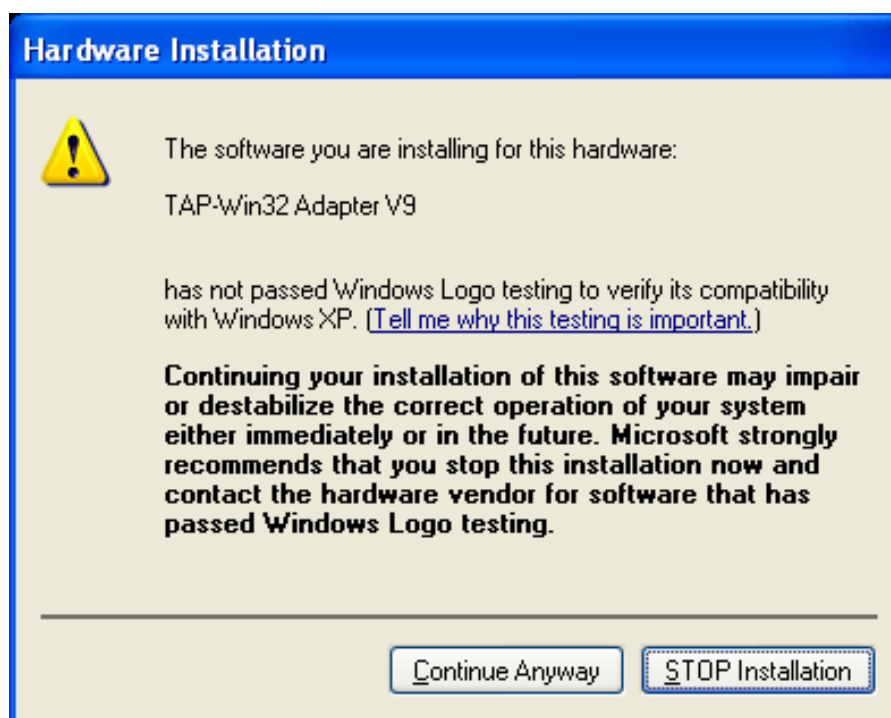 Hardware Installation
The software you are installing for this hardware:
TAP-Win32 Adapter V9
has not passed Windows Logo testing to verify its compatibility
with Windows XP. (Tell me why this testing is important.)
Continuing your installation of this software may impair
or destabilize the correct operation of your system
either immediately or in the future. Microsoft strongly
recommends that you stop this installation now and
contact the hardware vendor for software that has
passed Windows Logo testing.
Continue Anyway
STOP Installation